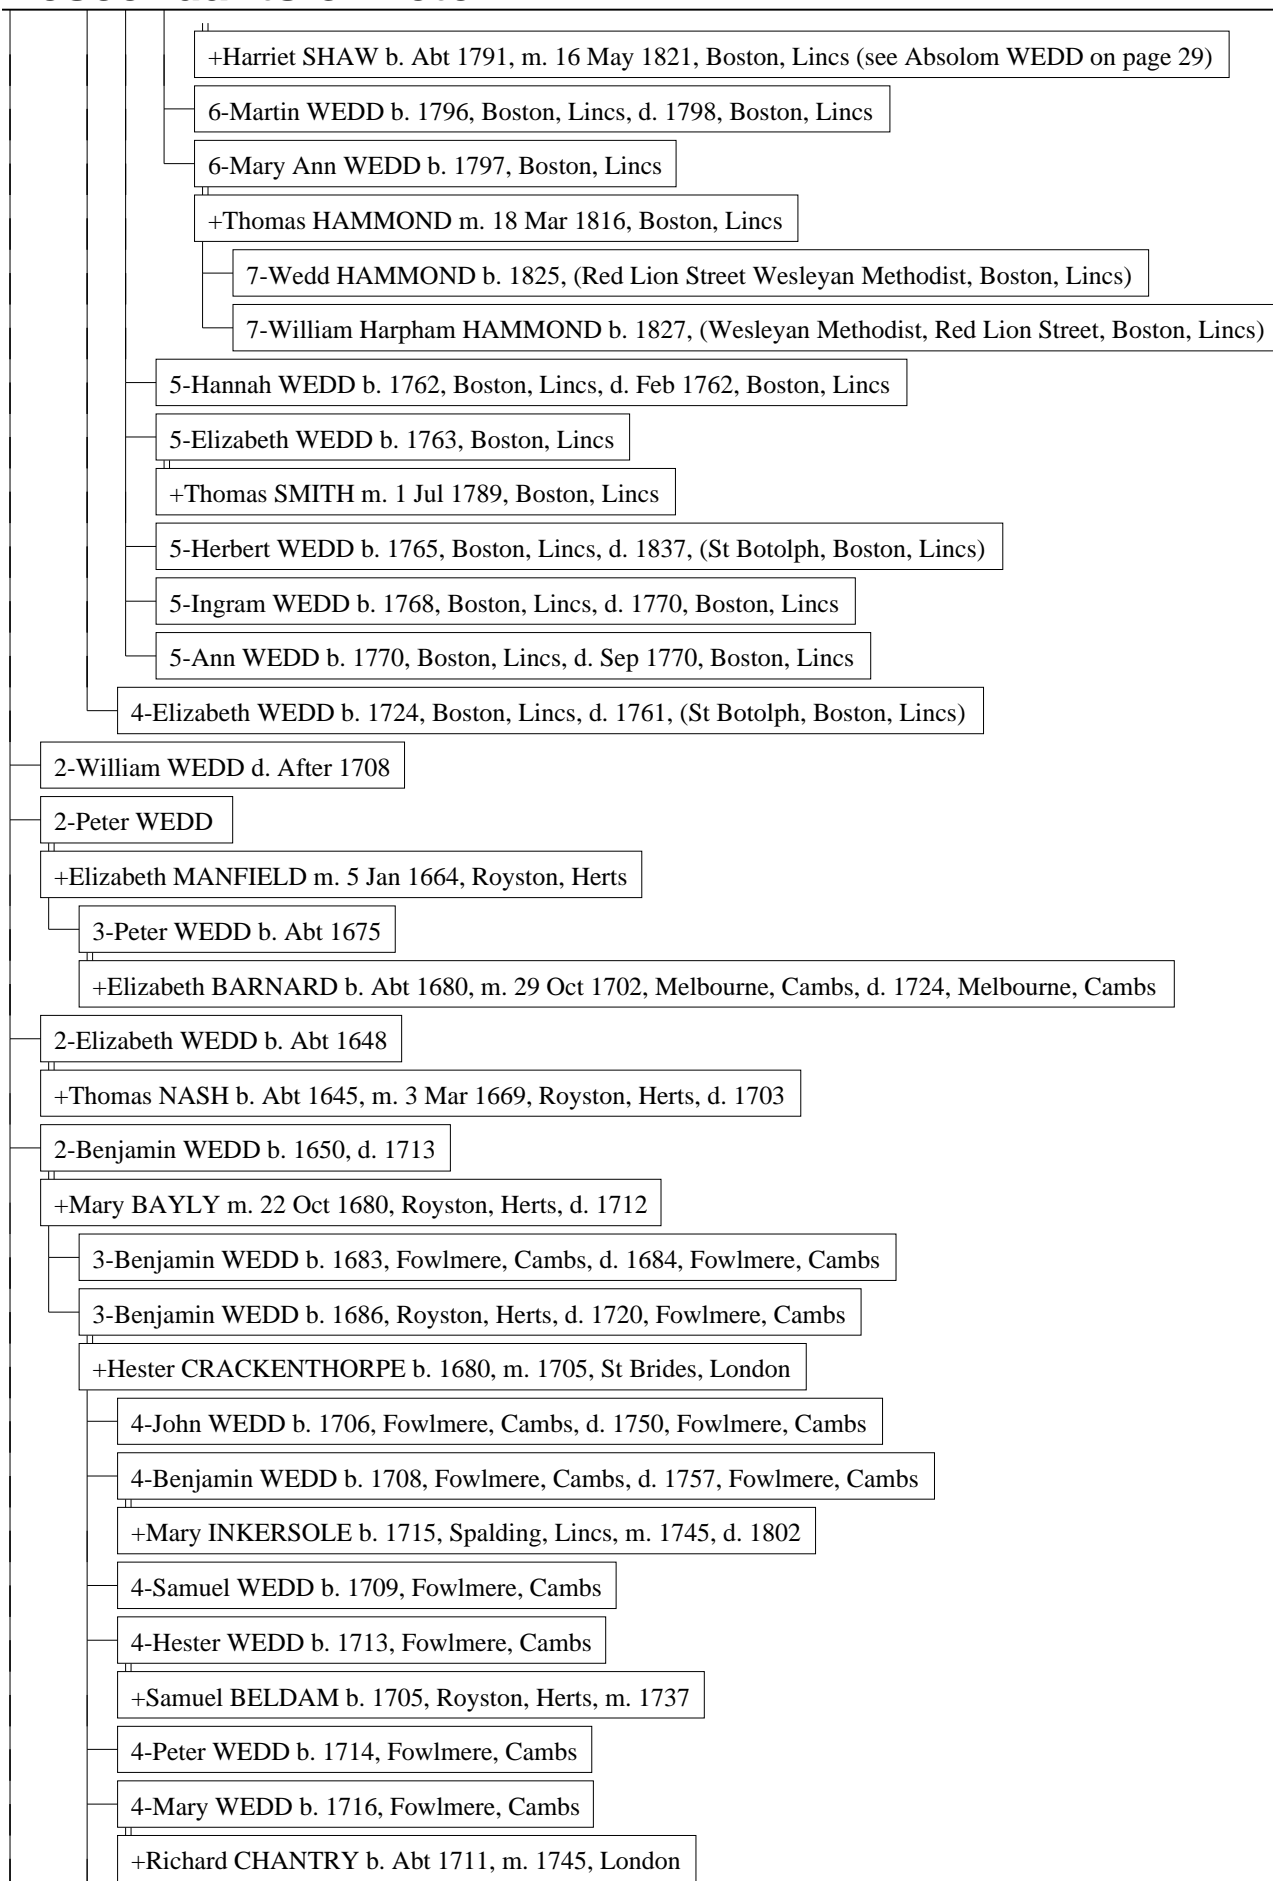 +Harriet SHAW b. Abt 1791, m. 16 May 1821, Boston, Lincs (see Absolom WEDD on page 29)
6-Martin WEDD b. 1796, Boston, Lincs, d. 1798, Boston, Lincs
6-Mary Ann WEDD b. 1797, Boston, Lincs
+Thomas HAMMOND m. 18 Mar 1816, Boston, Lincs
7-Wedd HAMMOND b. 1825, (Red Lion Street Wesleyan Methodist, Boston, Lincs)
7-William Harpham HAMMOND b. 1827, (Wesleyan Methodist, Red Lion Street, Boston, Lincs)
5-Hannah WEDD b. 1762, Boston, Lincs, d. Feb 1762, Boston, Lincs
5-Elizabeth WEDD b. 1763, Boston, Lincs
+Thomas SMITH m. 1 Jul 1789, Boston, Lincs
5-Herbert WEDD b. 1765, Boston, Lincs, d. 1837, (St Botolph, Boston, Lincs)
5-Ingram WEDD b. 1768, Boston, Lincs, d. 1770, Boston, Lincs
5-Ann WEDD b. 1770, Boston, Lincs, d. Sep 1770, Boston, Lincs
4-Elizabeth WEDD b. 1724, Boston, Lincs, d. 1761, (St Botolph, Boston, Lincs)
2-William WEDD d. After 1708
2-Peter WEDD
+Elizabeth MANFIELD m. 5 Jan 1664, Royston, Herts
3-Peter WEDD b. Abt 1675
+Elizabeth BARNARD b. Abt 1680, m. 29 Oct 1702, Melbourne, Cambs, d. 1724, Melbourne, Cambs
2-Elizabeth WEDD b. Abt 1648
+Thomas NASH b. Abt 1645, m. 3 Mar 1669, Royston, Herts, d. 1703
2-Benjamin WEDD b. 1650, d. 1713
+Mary BAYLY m. 22 Oct 1680, Royston, Herts, d. 1712
3-Benjamin WEDD b. 1683, Fowlmere, Cambs, d. 1684, Fowlmere, Cambs
3-Benjamin WEDD b. 1686, Royston, Herts, d. 1720, Fowlmere, Cambs
+Hester CRACKENTHORPE b. 1680, m. 1705, St Brides, London
4-John WEDD b. 1706, Fowlmere, Cambs, d. 1750, Fowlmere, Cambs
4-Benjamin WEDD b. 1708, Fowlmere, Cambs, d. 1757, Fowlmere, Cambs
+Mary INKERSOLE b. 1715, Spalding, Lincs, m. 1745, d. 1802
4-Samuel WEDD b. 1709, Fowlmere, Cambs
4-Hester WEDD b. 1713, Fowlmere, Cambs
+Samuel BELDAM b. 1705, Royston, Herts, m. 1737
4-Peter WEDD b. 1714, Fowlmere, Cambs
4-Mary WEDD b. 1716, Fowlmere, Cambs
+Richard CHANTRY b. Abt 1711, m. 1745, London